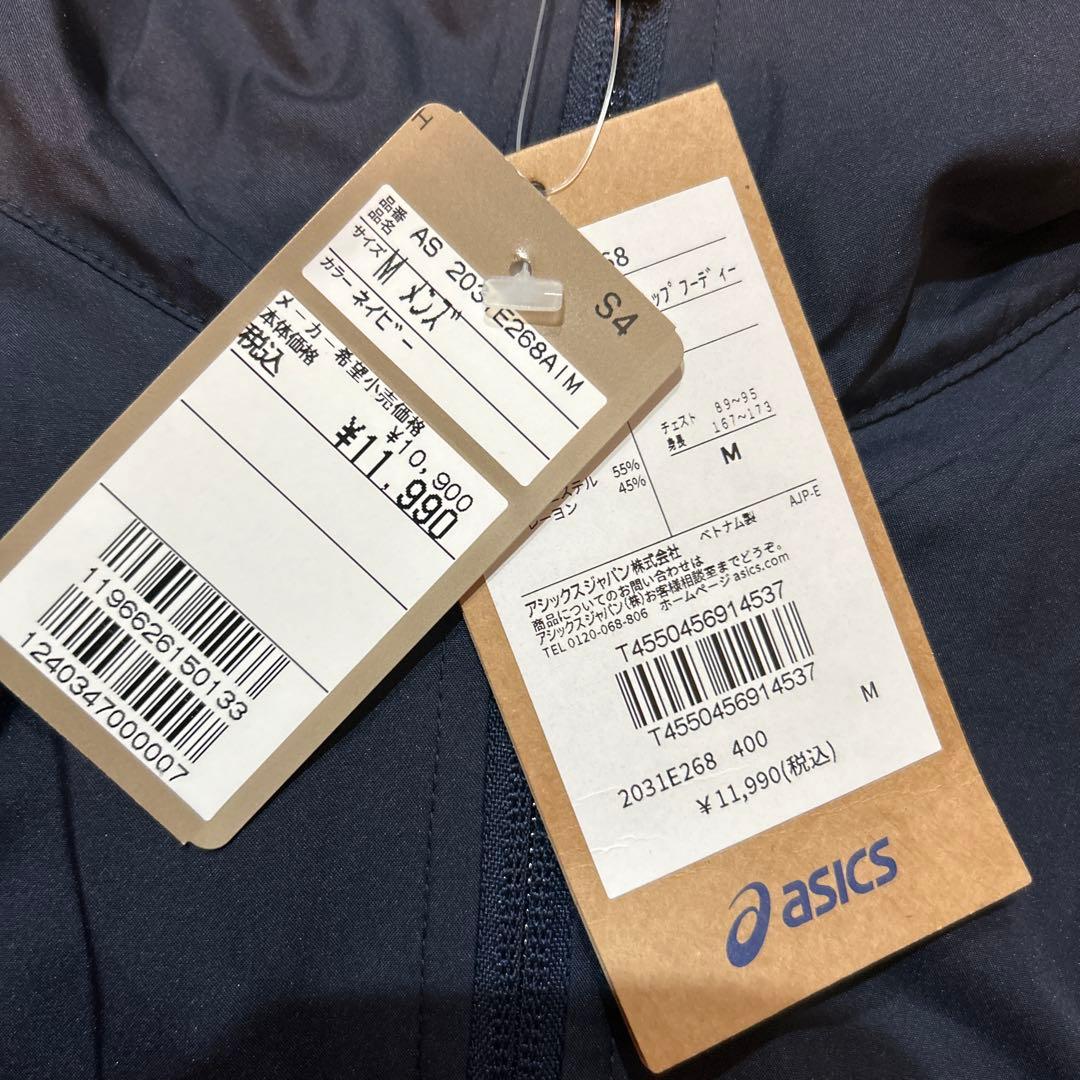 H
S4
品番
品名 AS 2031E268AIM
サイズ M メンズ
カラー ネイビー
メーカー希望小売価格
本体価格 ¥10,900
税込 ¥11,990
1196626150133
1240347000007
68
ップ フーディー
チェスト 89~95
身長 167~173
M
ステル 55%
レーヨン 45%
ベトナム製 AJP-E
アシックスジャパン株式会社
商品についてのお問い合わせは
アシックスジャパン(株)お客様相談室までどうぞ。
TEL 0120-068-806 ホームページ asics.com
T4550456914537
T4550456914537
M
2031E268 400
¥11,990(税込)
asics